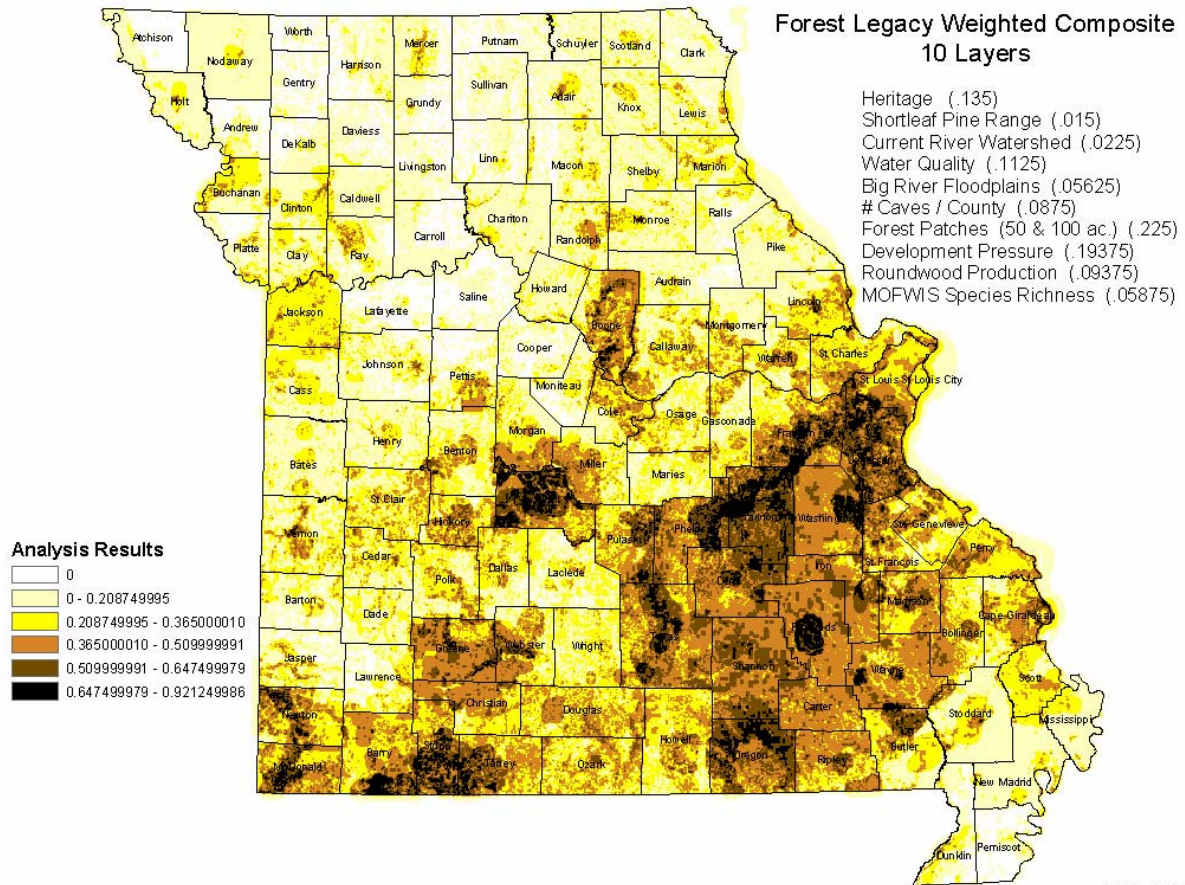 Forest Legacy Weighted Composite
10 Layers
Heritage (.135)
Shortleaf Pine Range (.015)
Current River Watershed (.0225)
Water Quality (.1125)
Big River Floodplains (.05625)
# Caves / County (.0875)
Forest Patches (50 & 100 ac.) (.225)
Development Pressure (.19375)
Roundwood Production (.09375)
MOFWIS Species Richness (.05875)
Atchison
Nodaway
Worth
Harrison
Mercer
Putnam
Schuyler
Scotland
Clark
Gentry
Sullivan
Adair
Knox
Lewis
Holt
Grundy
Andrew
DeKalb
Daviess
Livingston
Linn
Macon
Shelby
Marion
Buchanan
Clinton
Caldwell
Chariton
Monroe
Ralls
Platte
Clay
Ray
Carroll
Randolph
Pike
Audrain
Saline
Howard
Boone
Lincoln
Jackson
Lafayette
Montgomery
Cooper
Callaway
Warren
St Charles
Johnson
Pettis
Moniteau
St Louis
St Louis City
Cass
Cole
Osage
Gasconade
Morgan
Henry
Benton
Miller
Maries
Bates
St Clair
Hickory
Phelps
Washington
Ste Genevieve
Vernon
Pulaski
Perry
Cedar
Dallas
Laclede
Iron
St Francois
Polk
Dent
Barton
Dade
Madison
Cape Girardeau
Bollinger
Greene
Webster
Wright
Jasper
Shannon
Wayne
Lawrence
Scott
Christian
Douglas
Carter
Stoddard
Mississippi
Newton
Howell
Butler
Barry
Stone
Taney
Ozark
Oregon
Ripley
McDonald
New Madrid
Dunklin
Pemiscot
Analysis Results
0
0 - 0.208749995
0.208749995 - 0.365000010
0.365000010 - 0.509999991
0.509999991 - 0.647499979
0.647499979 - 0.921249986